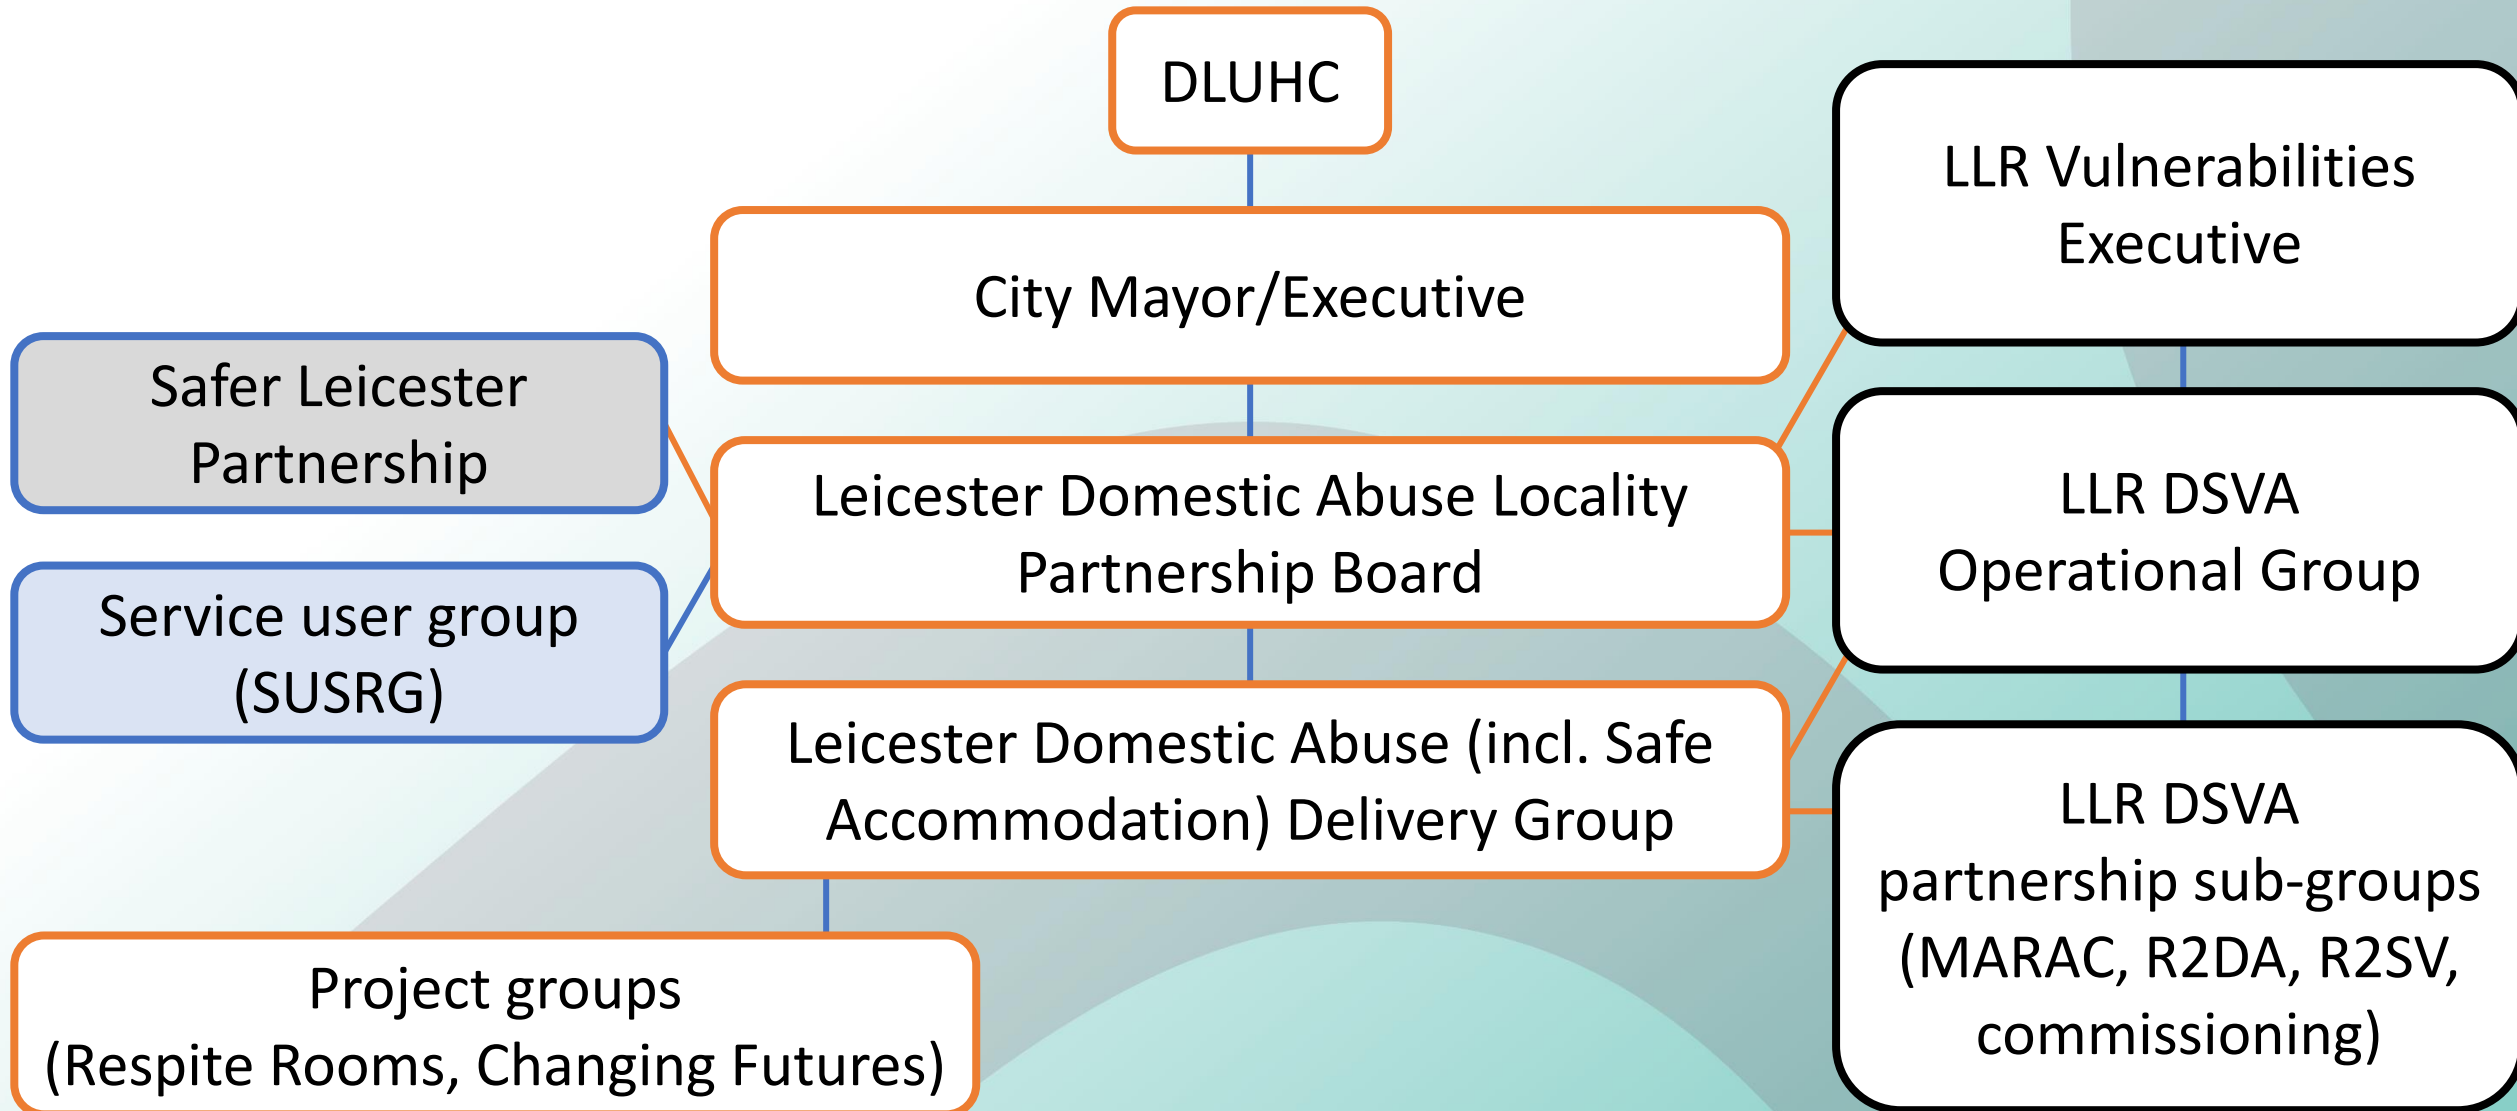 DLUHC
City Mayor/Executive
Leicester Domestic Abuse Locality
Partnership Board
Leicester Domestic Abuse (incl. Safe
Accommodation) Delivery Group
Safer Leicester
Partnership
Service user group
(SUSRG)
Project groups
(Respite Rooms, Changing Futures)
LLR Vulnerabilities
Executive
LLR DSVA
Operational Group
LLR DSVA
partnership sub-groups
(MARAC, R2DA, R2SV,
commissioning)